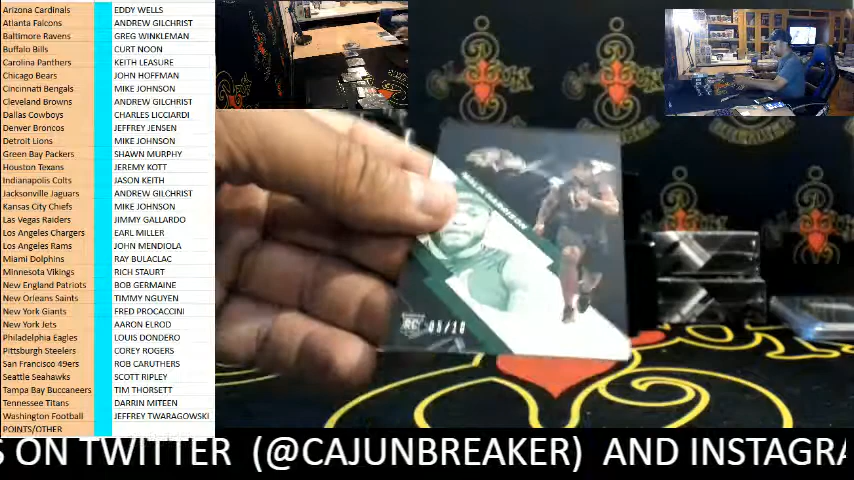 Arizona Cardinals EDDY WELLS
Atlanta Falcons ANDREW GILCHRIST
Baltimore Ravens GREG WINKLEMAN
Buffalo Bills CURT NOON
Carolina Panthers KEITH LEASURE
Chicago Bears JOHN HOFFMAN
Cincinnati Bengals MIKE JOHNSON
Cleveland Browns ANDREW GILCHRIST
Dallas Cowboys CHARLES LICCIARDI
Denver Broncos JEFFREY JENSEN
Detroit Lions MIKE JOHNSON
Green Bay Packers SHAWN MURPHY
Houston Texans JEREMY KOTT
Indianapolis Colts JASON KEITH
Jacksonville Jaguars ANDREW GILCHRIST
Kansas City Chiefs MIKE JOHNSON
Las Vegas Raiders JIMMY GALLARDO
Los Angeles Chargers EARL MILLER
Los Angeles Rams JOHN MENDIOLA
Miami Dolphins RAY BULACLAC
Minnesota Vikings RICH STAURT
New England Patriots BOB GERMAINE
New Orleans Saints TIMMY NGUYEN
New York Giants FRED PROCACCINI
New York Jets AARON ELROD
Philadelphia Eagles LOUIS DONDERO
Pittsburgh Steelers COREY ROGERS
San Francisco 49ers ROB CARUTHERS
Seattle Seahawks SCOTT RIPLEY
Tampa Bay Buccaneers TIM THORSETT
Tennessee Titans DARRIN MITEEN
Washington Football JEFFREY TWARAGOWSKI
POINTS/OTHER
RC 05/10
S ON TWITTER (@CAJUNBREAKER) AND INSTAGRA